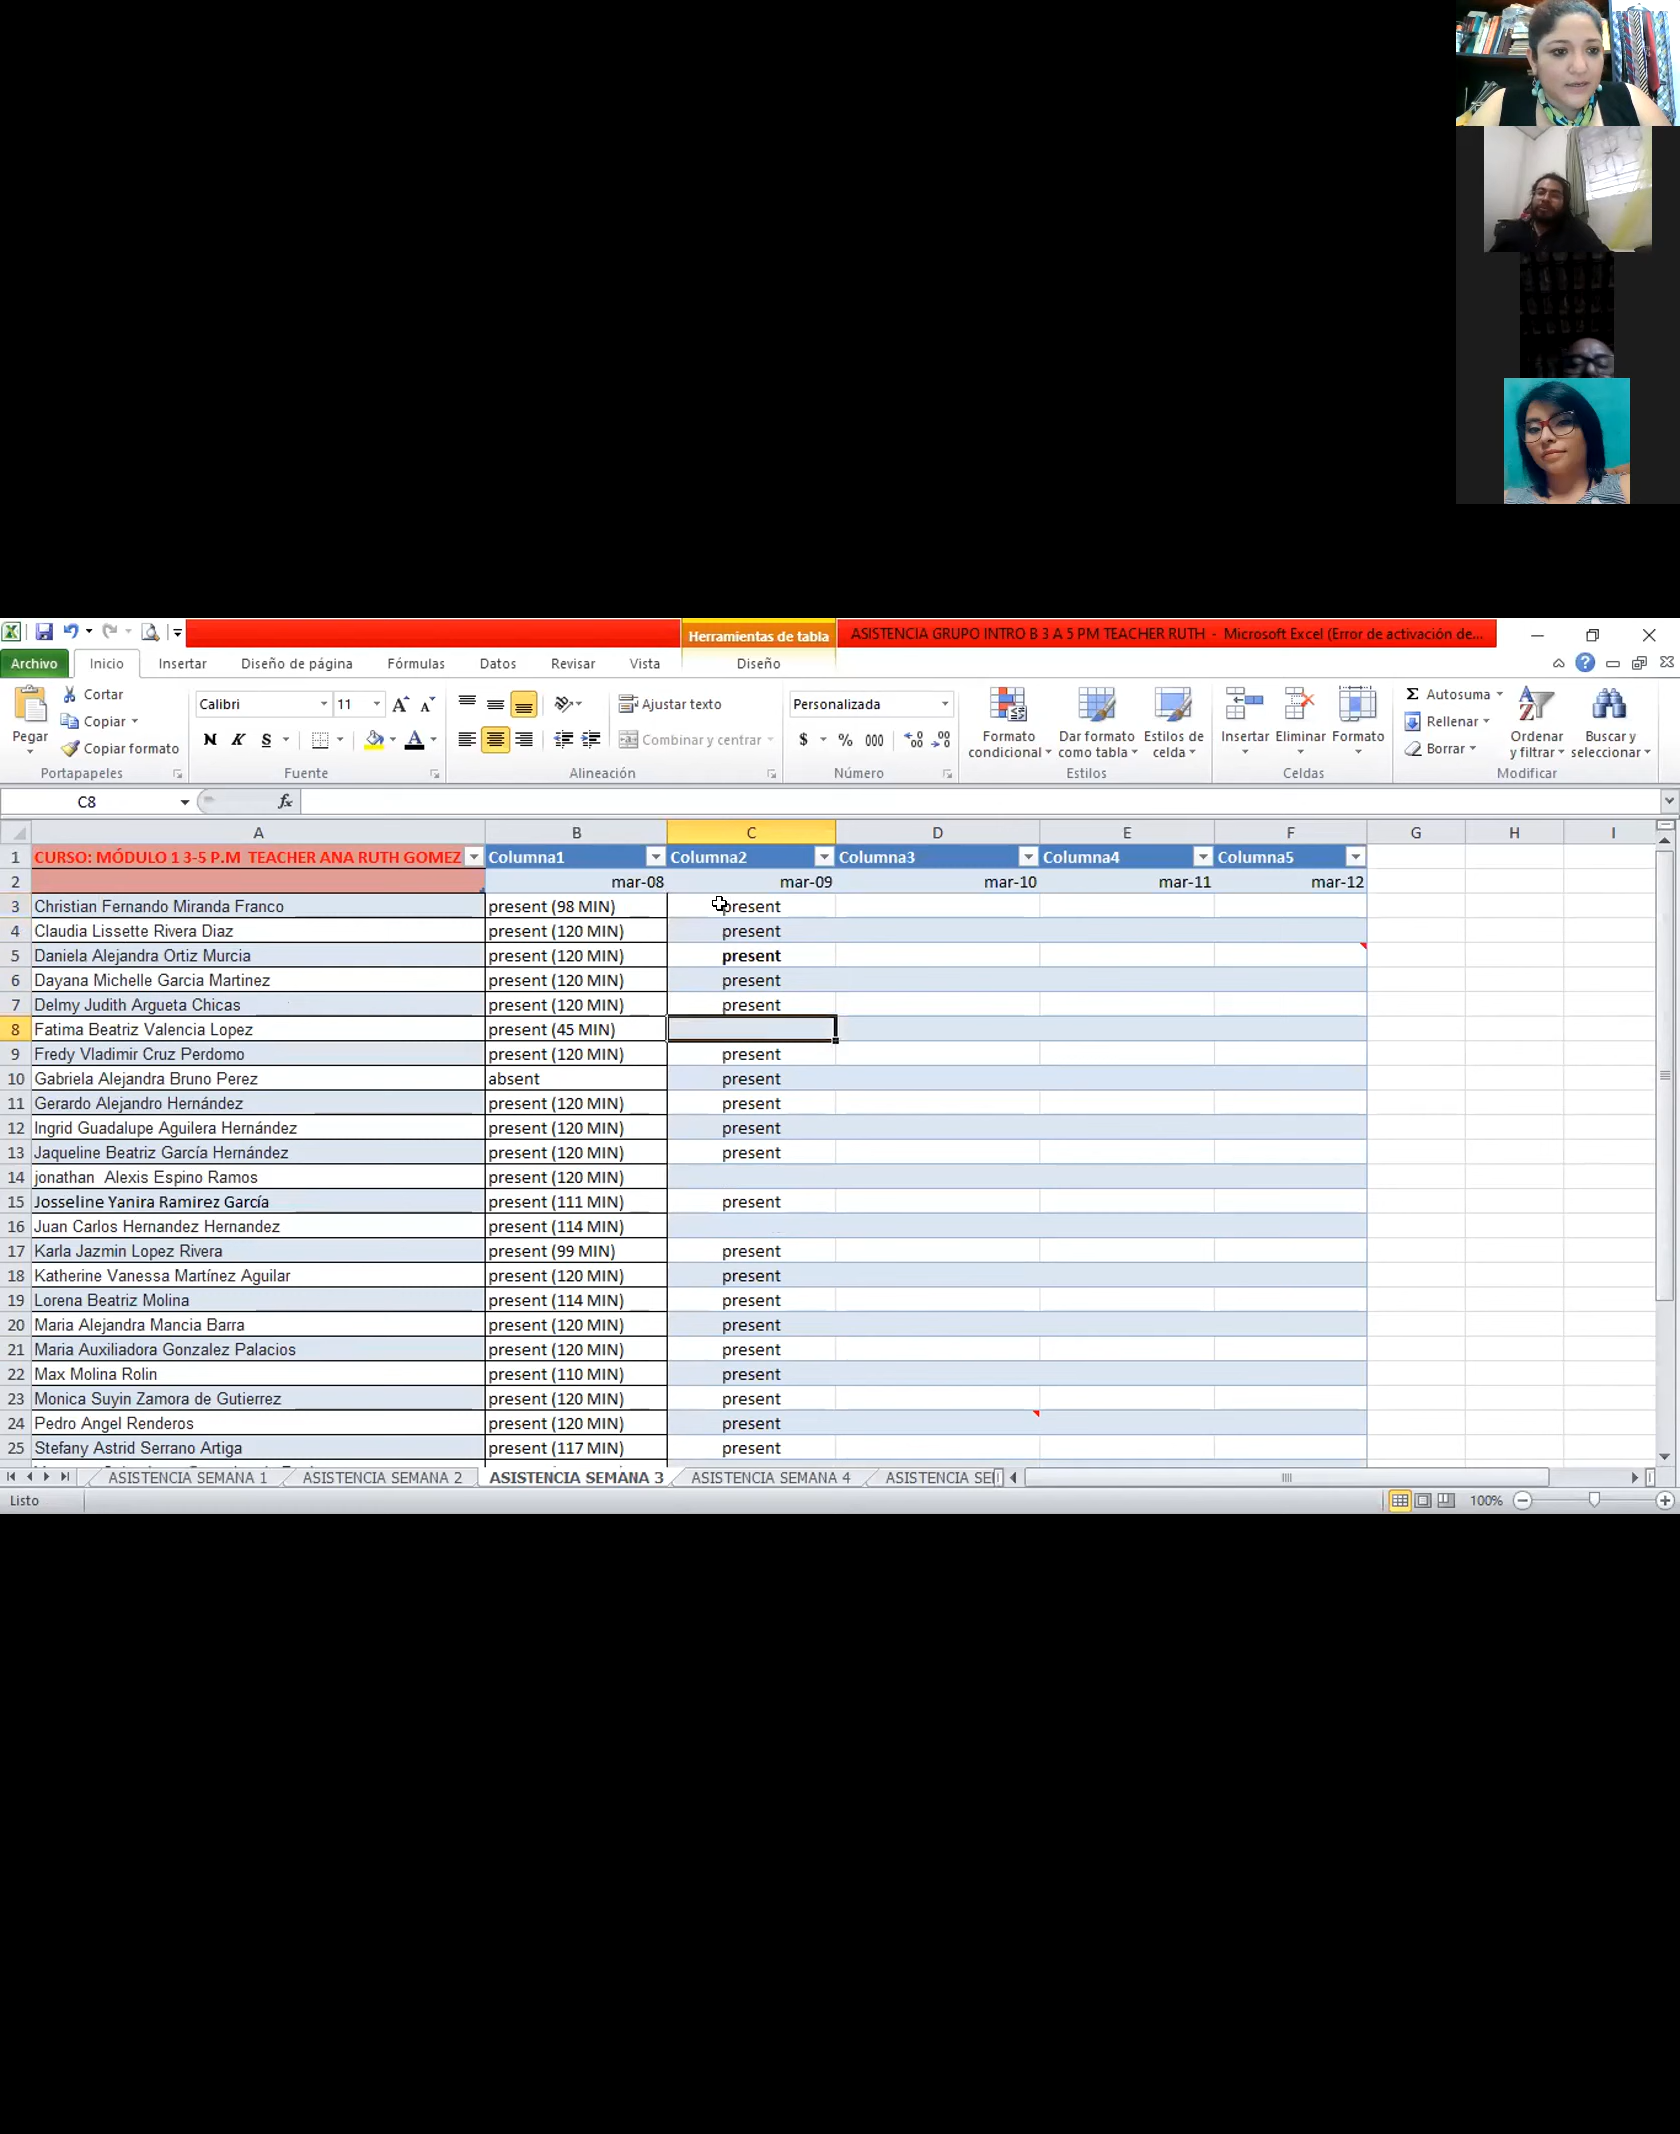 Herramientas de tabla
ASISTENCIA GRUPO INTRO B 3 A 5 PM TEACHER RUTH - Microsoft Excel (Error de activación de...
Archivo Inicio Insertar Diseño de página Fórmulas Datos Revisar Vista Diseño
Pegar
Cortar
Copiar
Copiar formato
Portapapeles
Calibri 11
N K S
Fuente
Ajustar texto
Combinar y centrar
Alineación
Personalizada
$ % 000
Número
Formato condicional
Dar formato como tabla
Estilos de celda
Estilos
Insertar
Eliminar
Formato
Celdas
Autosuma
Rellenar
Borrar
Ordenar y filtrar
Buscar y seleccionar
Modificar
C8 fx
A B C D E F G H I
1 CURSO: MÓDULO 1 3-5 P.M TEACHER ANA RUTH GOMEZ Columna1 Columna2 Columna3 Columna4 Columna5
2 mar-08 mar-09 mar-10 mar-11 mar-12
3 Christian Fernando Miranda Franco present (98 MIN) present
4 Claudia Lissette Rivera Diaz present (120 MIN) present
5 Daniela Alejandra Ortiz Murcia present (120 MIN) present
6 Dayana Michelle Garcia Martinez present (120 MIN) present
7 Delmy Judith Argueta Chicas present (120 MIN) present
8 Fatima Beatriz Valencia Lopez present (45 MIN)
9 Fredy Vladimir Cruz Perdomo present (120 MIN) present
10 Gabriela Alejandra Bruno Perez absent present
11 Gerardo Alejandro Hernández present (120 MIN) present
12 Ingrid Guadalupe Aguilera Hernández present (120 MIN) present
13 Jaqueline Beatriz García Hernández present (120 MIN) present
14 jonathan Alexis Espino Ramos present (120 MIN)
15 Josseline Yanira Ramirez García present (111 MIN) present
16 Juan Carlos Hernandez Hernandez present (114 MIN)
17 Karla Jazmin Lopez Rivera present (99 MIN) present
18 Katherine Vanessa Martínez Aguilar present (120 MIN) present
19 Lorena Beatriz Molina present (114 MIN) present
20 Maria Alejandra Mancia Barra present (120 MIN) present
21 Maria Auxiliadora Gonzalez Palacios present (120 MIN) present
22 Max Molina Rolin present (110 MIN) present
23 Monica Suyin Zamora de Gutierrez present (120 MIN) present
24 Pedro Angel Renderos present (120 MIN) present
25 Stefany Astrid Serrano Artiga present (117 MIN) present
ASISTENCIA SEMANA 1 ASISTENCIA SEMANA 2 ASISTENCIA SEMANA 3 ASISTENCIA SEMANA 4 ASISTENCIA SE
Listo 100%